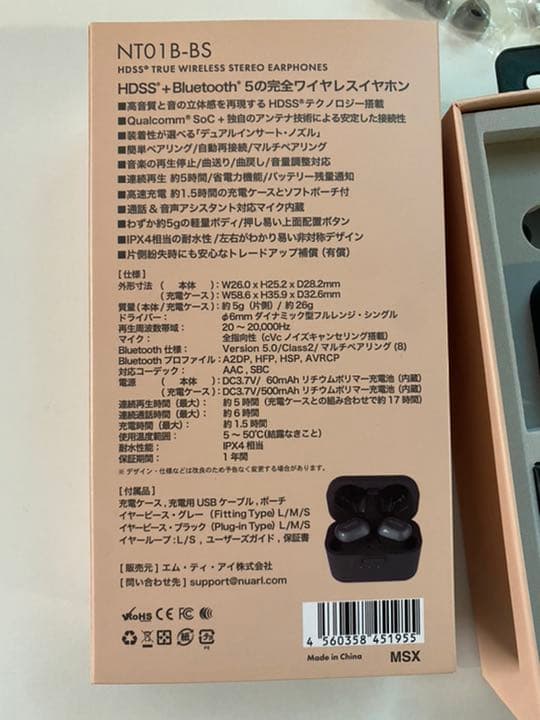 NT01B-BS
HDSS® TRUE WIRELESS STEREO EARPHONES
HDSS®+Bluetooth® 5の完全ワイヤレスイヤホン
■高音質と音の立体感を再現する HDSS®テクノロジー搭載
■Qualcomm® SoC + 独自のアンテナ技術による安定した接続性
■装着性が選べる「デュアルインサート・ノズル」
■簡単ペアリング/自動再接続/マルチペアリング
■音楽の再生停止/曲送り/曲戻し/音量調整対応
■連続再生 約5時間/省電力機能/バッテリー残量通知
■高速充電 約1.5時間の充電ケースとソフトポーチ付
■通話 & 音声アシスタント対応マイク内蔵
■わずか約5gの軽量ボディ/押し易い上面配置ボタン
■IPX4相当の耐水性/左右がわかり易い非対称デザイン
■片側紛失時にも安心なトレードアップ補償 (有償)
[仕様]
外形寸法 ( 本体 ): W26.0 x H25.2 x D28.2mm
(充電ケース): W58.6 x H35.9 x D32.6mm
質量(本体/充電ケース): 約5g (片側) / 約26g
ドライバー: φ6mm ダイナミック型フルレンジ・シングル
再生周波数帯域: 20 ~ 20,000Hz
マイク: 全指向性 (cVc ノイズキャンセリング搭載)
Bluetooth 仕様: Version 5.0/Class2/ マルチペアリング (8)
Bluetooth プロファイル: A2DP, HFP, HSP, AVRCP
対応コーデック: AAC , SBC
電源 ( 本体 ): DC3.7V/ 60mAh リチウムポリマー充電池 (内蔵)
(充電ケース): DC3.7V/500mAh リチウムポリマー充電池 (内蔵)
連続再生時間 (最大): 約 5 時間 (充電ケースとの組み合わせで約 17 時間)
連続通話時間 (最大): 約 6 時間
充電時間 (最大): 約 1.5 時間
使用温度範囲: 5 ~ 50℃(結露なきこと)
耐水性能: IPX4 相当
保証期間: 1 年間
※ デザイン・仕様などは改良のため予告なく変更する場合があります。
[付属品]
充電ケース , 充電用 USB ケーブル , ポーチ
イヤーピース・グレー (Fitting Type) L/M/S
イヤーピース・ブラック (Plug-in Type) L/M/S
イヤーループ : L/S , ユーザーズガイド , 保証書
[販売元] エム・ティ・アイ株式会社
[問い合わせ先] support@nuarl.com
RoHS CE FC
4 560358 451955
Made in China
MSX